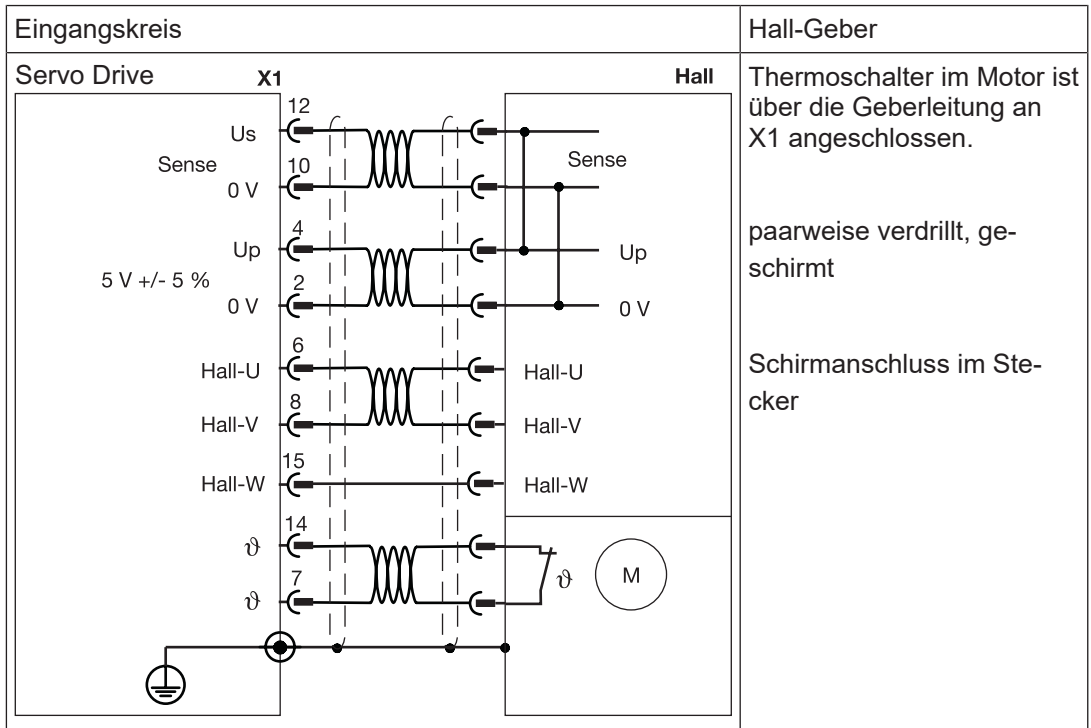 Eingangskreis
Hall-Geber
Servo Drive
X1
Hall
Thermoschalter im Motor ist
über die Geberleitung an
X1 angeschlossen.
paarweise verdrillt, ge-
schirmt
Schirmanschluss im Ste-
cker
12
Us
Sense
10
0 V
Sense
4
Up
Up
5 V +/- 5 %
2
0 V
0 V
6
Hall-U
Hall-U
8
Hall-V
Hall-V
15
Hall-W
Hall-W
14
ϑ
7
ϑ
ϑ
M